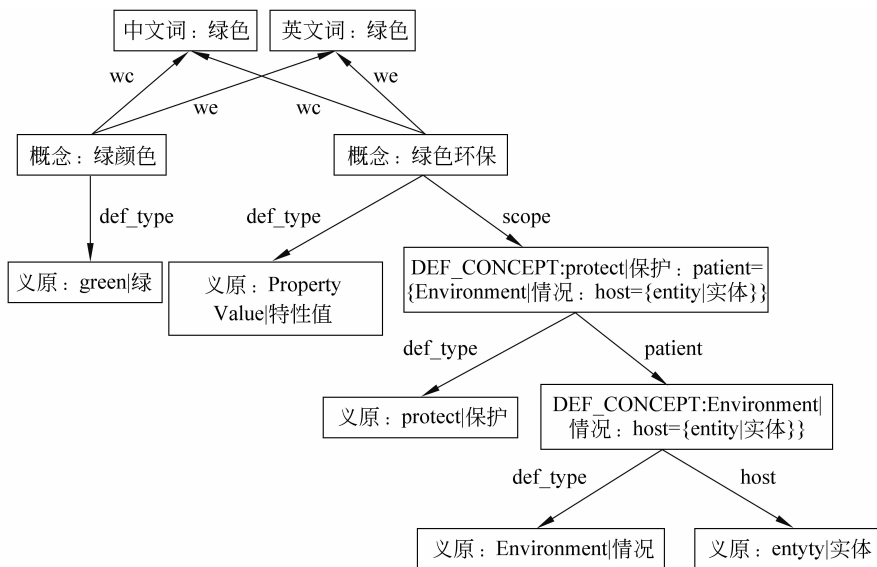 中文词：绿色
英文词：绿色
wc
we
wc
we
概念：绿颜色
概念：绿色环保
def_type
def_type
scope
义原：green|绿
义原：Property
Value|特性值
DEF_CONCEPT:protect|保护：patient=
{Environment|情况：host={entity|实体}}
def_type
patient
义原：protect|保护
DEF_CONCEPT:Environment|
情况：host={entity|实体}}
def_type
host
义原：Environment|情况
义原：entyty|实体